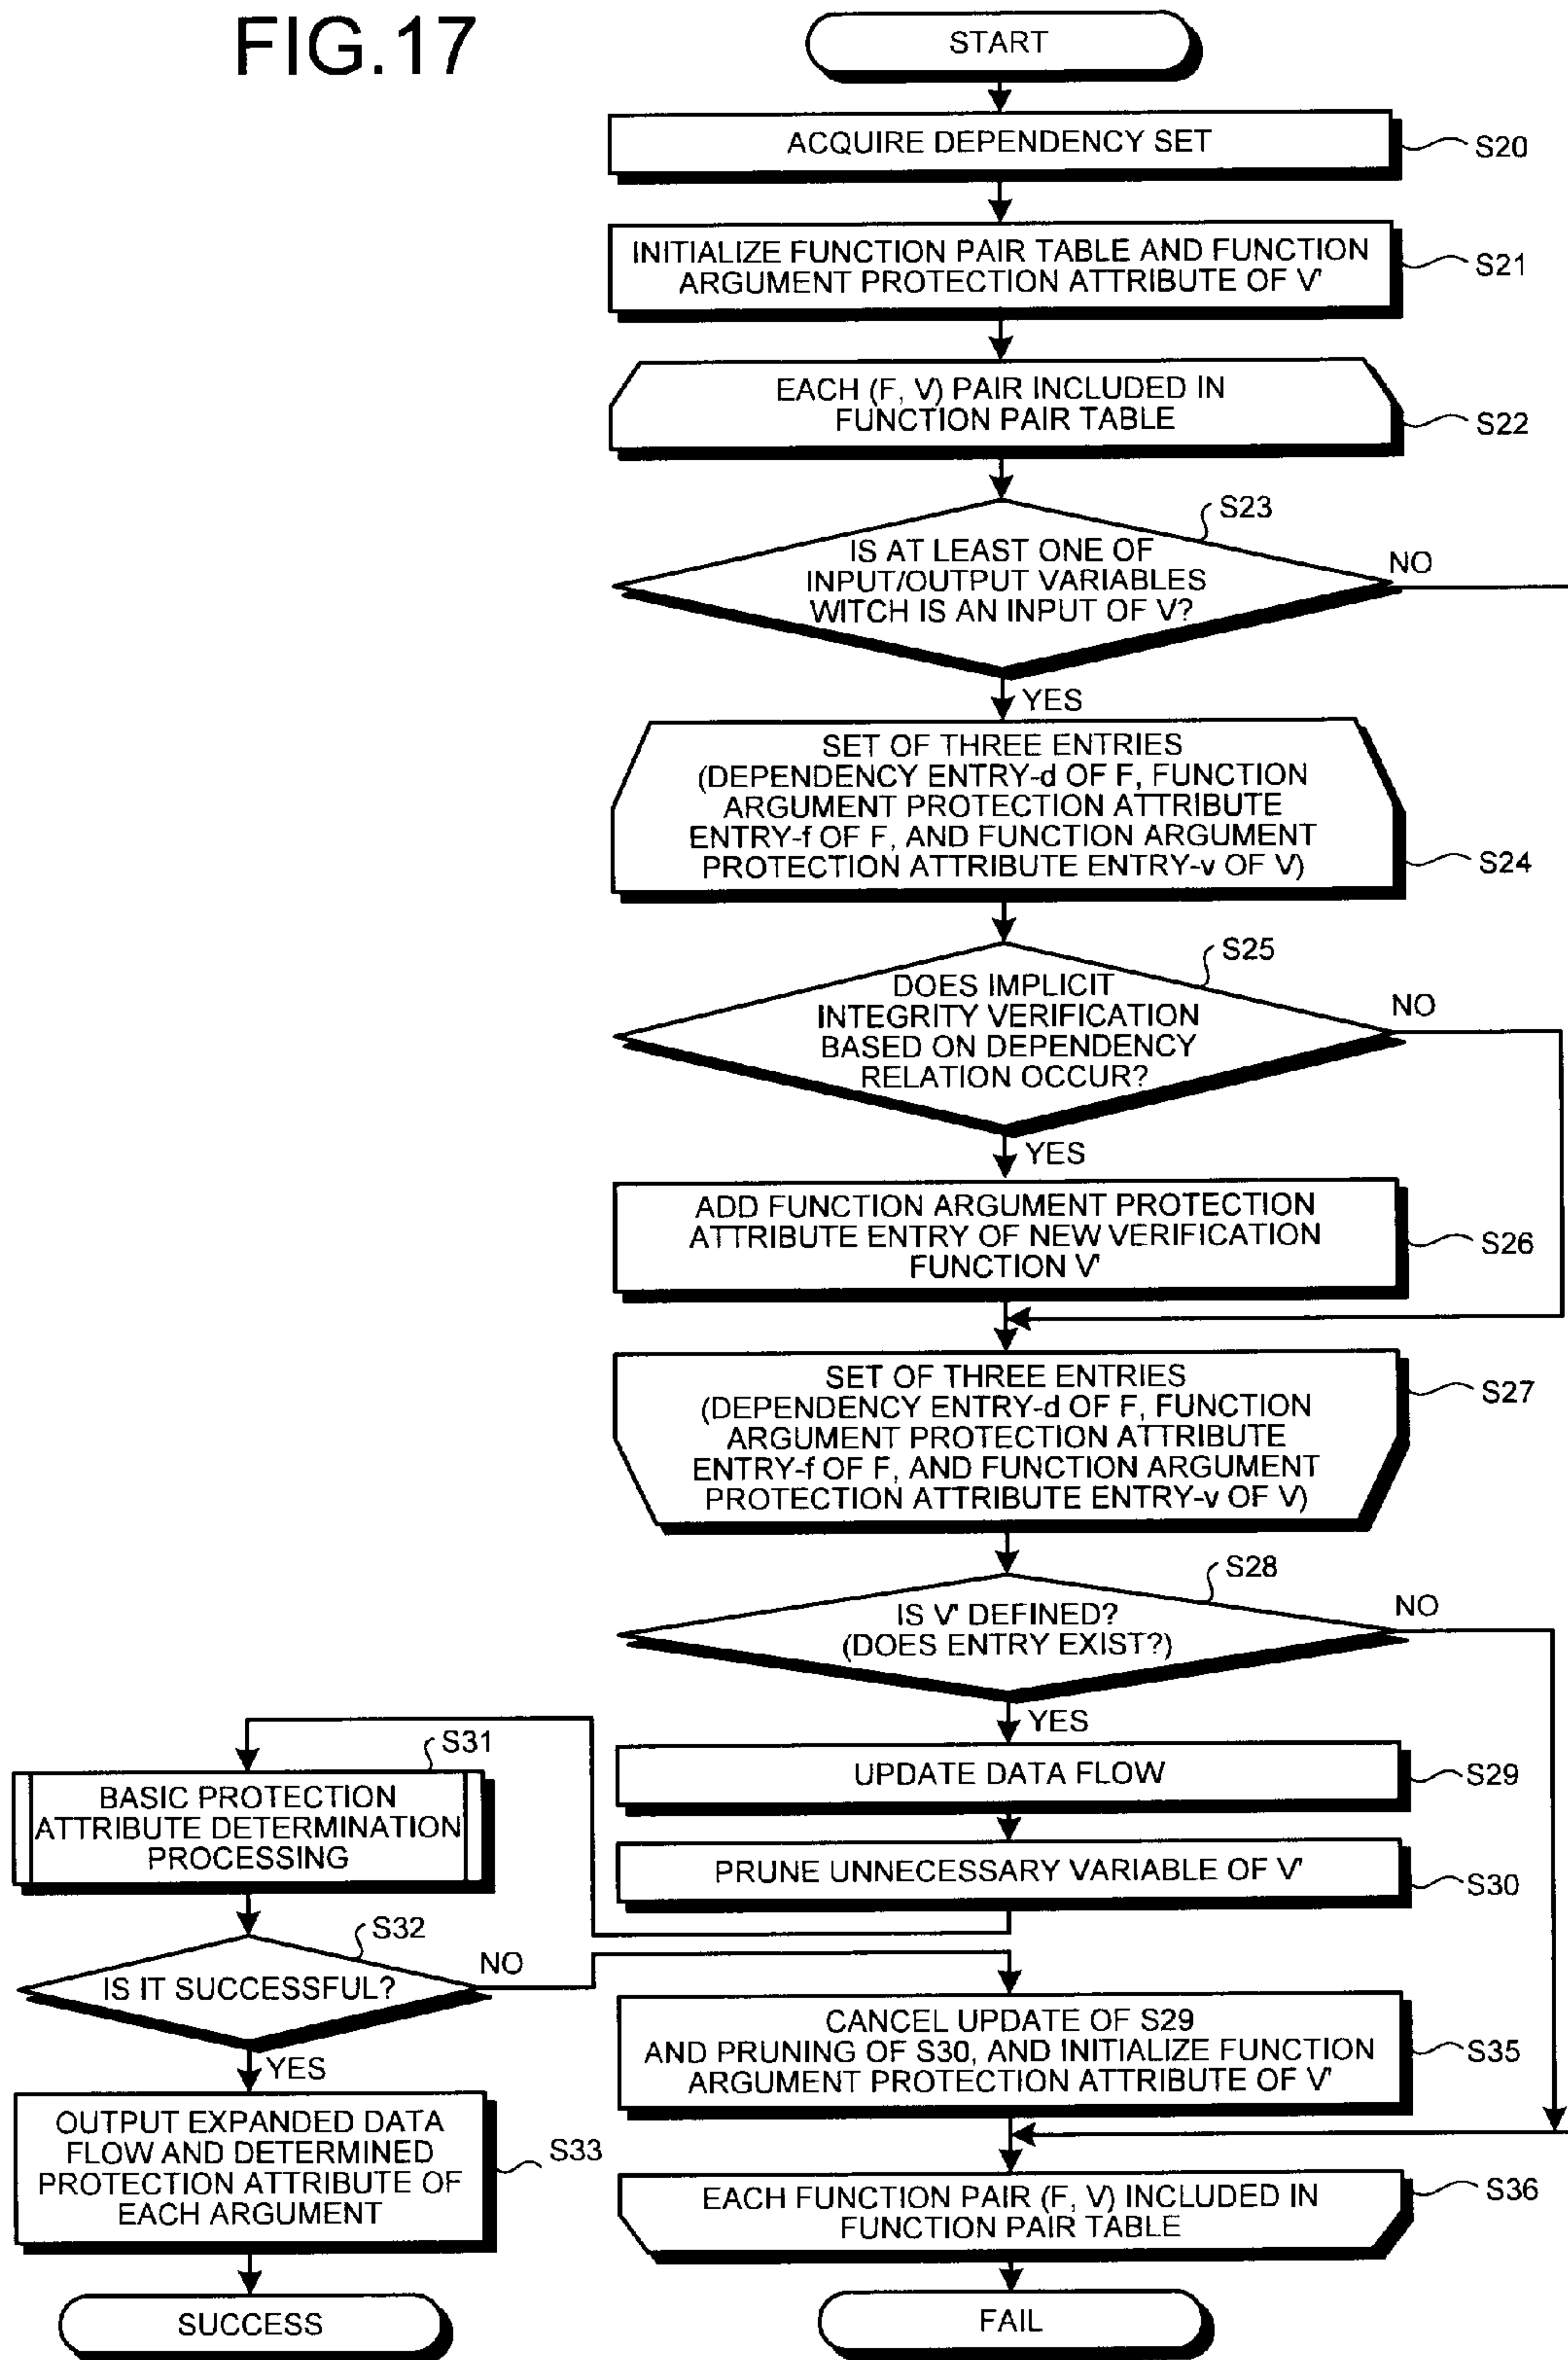 FIG.17
START
ACQUIRE DEPENDENCY SET
S20
INITIALIZE FUNCTION PAIR TABLE AND FUNCTION
ARGUMENT PROTECTION ATTRIBUTE OF V'
S21
EACH (F, V) PAIR INCLUDED IN
FUNCTION PAIR TABLE
S22
S23
IS AT LEAST ONE OF
INPUT/OUTPUT VARIABLES
WITCH IS AN INPUT OF V?
NO
YES
SET OF THREE ENTRIES
(DEPENDENCY ENTRY-d OF F, FUNCTION
ARGUMENT PROTECTION ATTRIBUTE
ENTRY-f OF F, AND FUNCTION ARGUMENT
PROTECTION ATTRIBUTE ENTRY-v OF V)
S24
S25
DOES IMPLICIT
INTEGRITY VERIFICATION
BASED ON DEPENDENCY
RELATION OCCUR?
NO
YES
ADD FUNCTION ARGUMENT PROTECTION
ATTRIBUTE ENTRY OF NEW VERIFICATION
FUNCTION V'
S26
SET OF THREE ENTRIES
(DEPENDENCY ENTRY-d OF F, FUNCTION
ARGUMENT PROTECTION ATTRIBUTE
ENTRY-f OF F, AND FUNCTION ARGUMENT
PROTECTION ATTRIBUTE ENTRY-v OF V)
S27
S28
IS V' DEFINED?
(DOES ENTRY EXIST?)
NO
YES
UPDATE DATA FLOW
S29
PRUNE UNNECESSARY VARIABLE OF V'
S30
S31
BASIC PROTECTION
ATTRIBUTE DETERMINATION
PROCESSING
S32
IS IT SUCCESSFUL?
NO
YES
CANCEL UPDATE OF S29
AND PRUNING OF S30, AND INITIALIZE FUNCTION
ARGUMENT PROTECTION ATTRIBUTE OF V'
S35
OUTPUT EXPANDED DATA
FLOW AND DETERMINED
PROTECTION ATTRIBUTE OF
EACH ARGUMENT
S33
EACH FUNCTION PAIR (F, V) INCLUDED IN
FUNCTION PAIR TABLE
S36
SUCCESS
FAIL